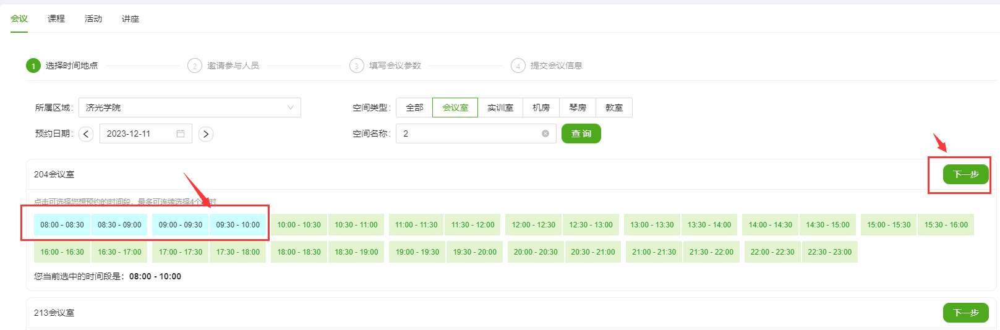 会议 课程 活动 讲座
1 选择时间地点 2 邀请参与人员 3 填写会议参数 4 提交会议信息
所属区域: 济光学院 空间类型: 全部 会议室 实训室 机房 琴房 教室
预约日期: 2023-12-11 空间名称: 2 查询
204会议室 下一步
点击可选择您想预约的时间段，最多可连续选择4个 时
08:00 - 08:30 08:30 - 09:00 09:00 - 09:30 09:30 - 10:00 10:00 - 10:30 10:30 - 11:00 11:00 - 11:30 11:30 - 12:00 12:00 - 12:30 12:30 - 13:00 13:00 - 13:30 13:30 - 14:00 14:00 - 14:30 14:30 - 15:00 15:00 - 15:30 15:30 - 16:00
16:00 - 16:30 16:30 - 17:00 17:00 - 17:30 17:30 - 18:00 18:00 - 18:30 18:30 - 19:00 19:00 - 19:30 19:30 - 20:00 20:00 - 20:30 20:30 - 21:00 21:00 - 21:30 21:30 - 22:00 22:00 - 22:30 22:30 - 23:00
您当前选中的时间段是：08:00 - 10:00
213会议室 下一步